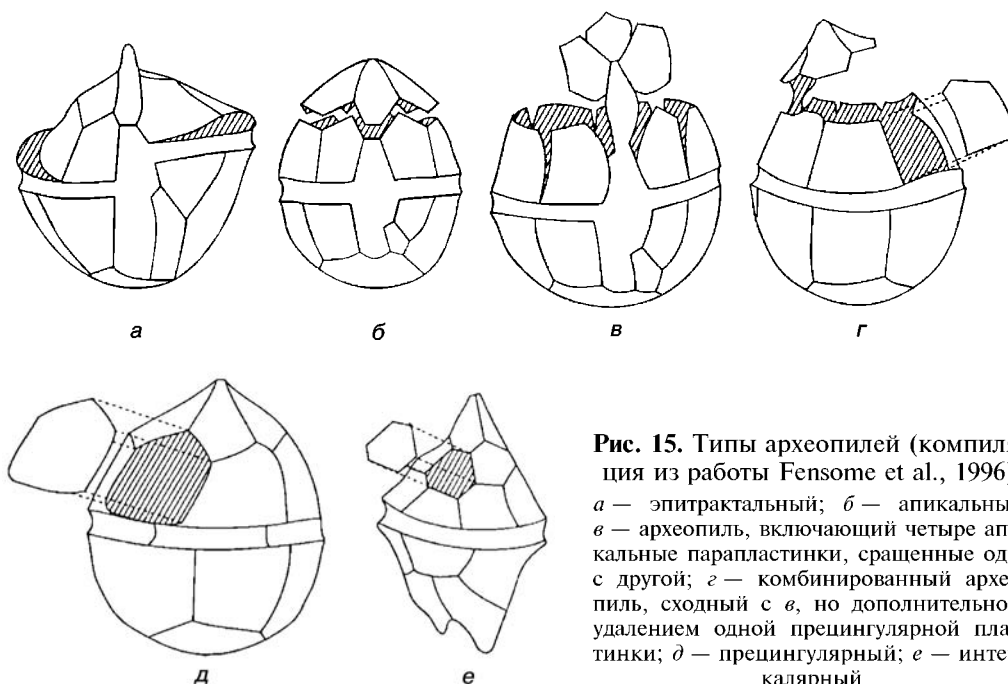 а
б
в
г
д
е
Рис. 15. Типы археопилей (компиля
ция из работы Fensome et al., 1996
а — эпитрактальный; б — апикальны
в — археопиль, включающий четыре ап
кальные парапластинки, сращенные од
с другой; г — комбинированный архе
пиль, сходный с в, но дополнительно
удалением одной прецингулярной пла
тинки; д — прецингулярный; е — инте
калярный